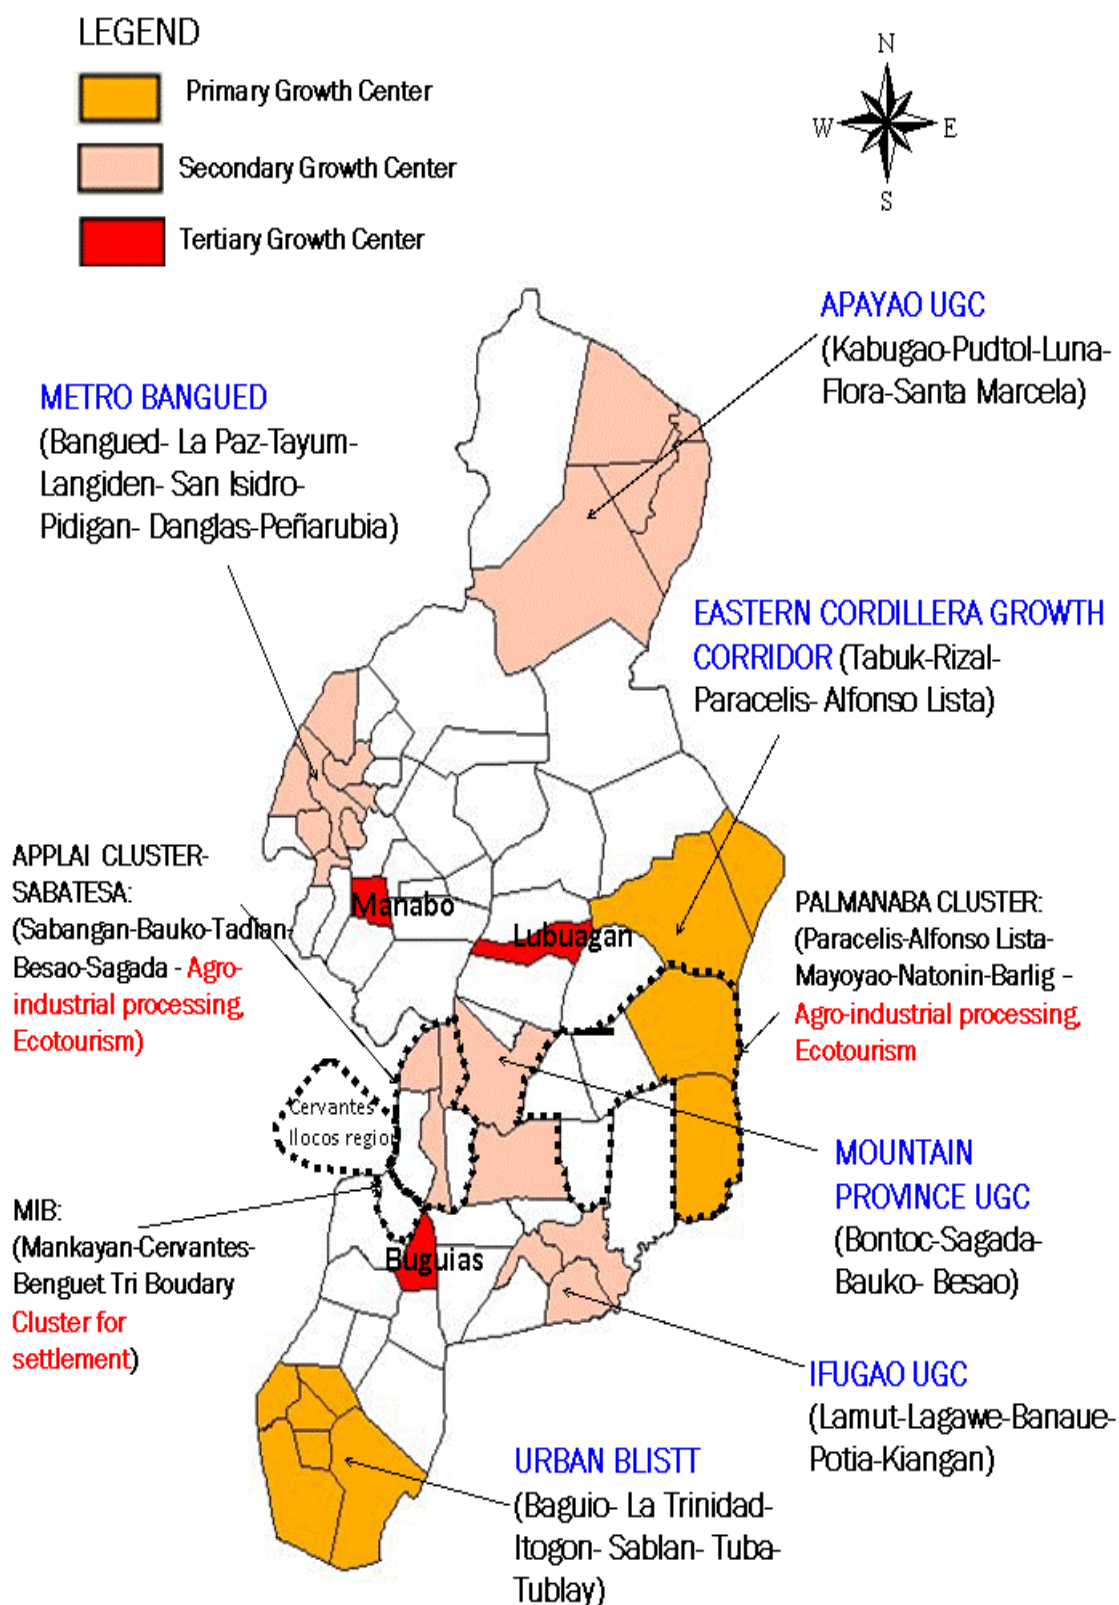 LEGEND
Primary Growth Center
Secondary Growth Center
Tertiary Growth Center
N
W
E
S
APAYAO UGC
(Kabugao-Pudtol-Luna-
Flora-Santa Marcela)
METRO BANGUED
(Bangued- La Paz-Tayum-
Langiden- San Isidro-
Pidigan- Danglas-Peñarubia)
EASTERN CORDILLERA GROWTH
CORRIDOR (Tabuk-Rizal-
Paracelis- Alfonso Lista)
APPLAI CLUSTER-
SABATESA:
(Sabangan-Bauko-Tadian-
Besao-Sagada - Agro-
industrial processing,
Ecotourism)
Manabo
Lubuagan
PALMANABA CLUSTER:
(Paracelis-Alfonso Lista-
Mayoyao-Natonin-Barlig –
Agro-industrial processing,
Ecotourism
Cervantes
Ilocos region
MOUNTAIN
PROVINCE UGC
(Bontoc-Sagada-
Bauko- Besao)
MIB:
(Mankayan-Cervantes-
Benguet Tri Boudary
Cluster for
settlement)
Buguias
IFUGAO UGC
(Lamut-Lagawe-Banaue-
Potia-Kiangan)
URBAN BLISTT
(Baguio- La Trinidad-
Itogon- Sablan- Tuba-
Tublay)